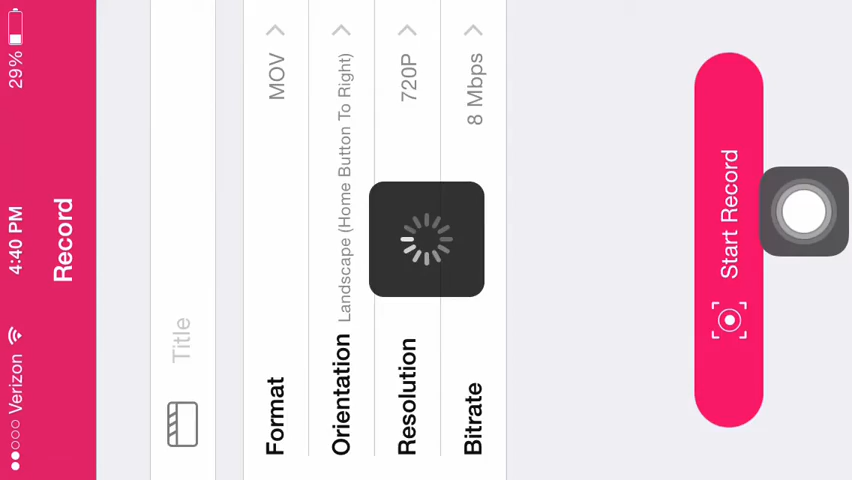 Verizon 4:40 PM 29%
Record
Title
Format MOV
Orientation Landscape (Home Button To Right)
Resolution 720P
Bitrate 8 Mbps
Start Record